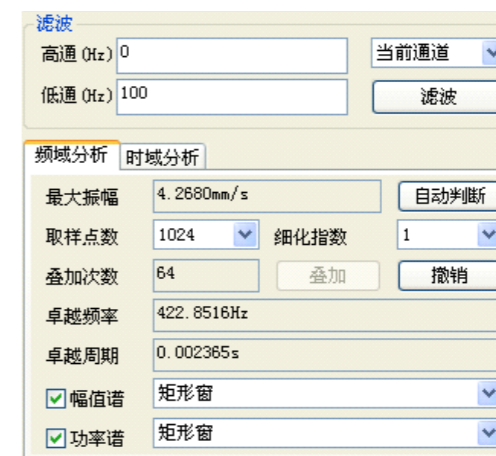 滤波
高通(Hz) 0 当前通道
低通(Hz) 100 滤波
频域分析 时域分析
最大振幅 4.2680mm/s 自动判断
取样点数 1024 细化指数 1
叠加次数 64 叠加 撤销
卓越频率 422.8516Hz
卓越周期 0.002365s
幅值谱 矩形窗
功率谱 矩形窗